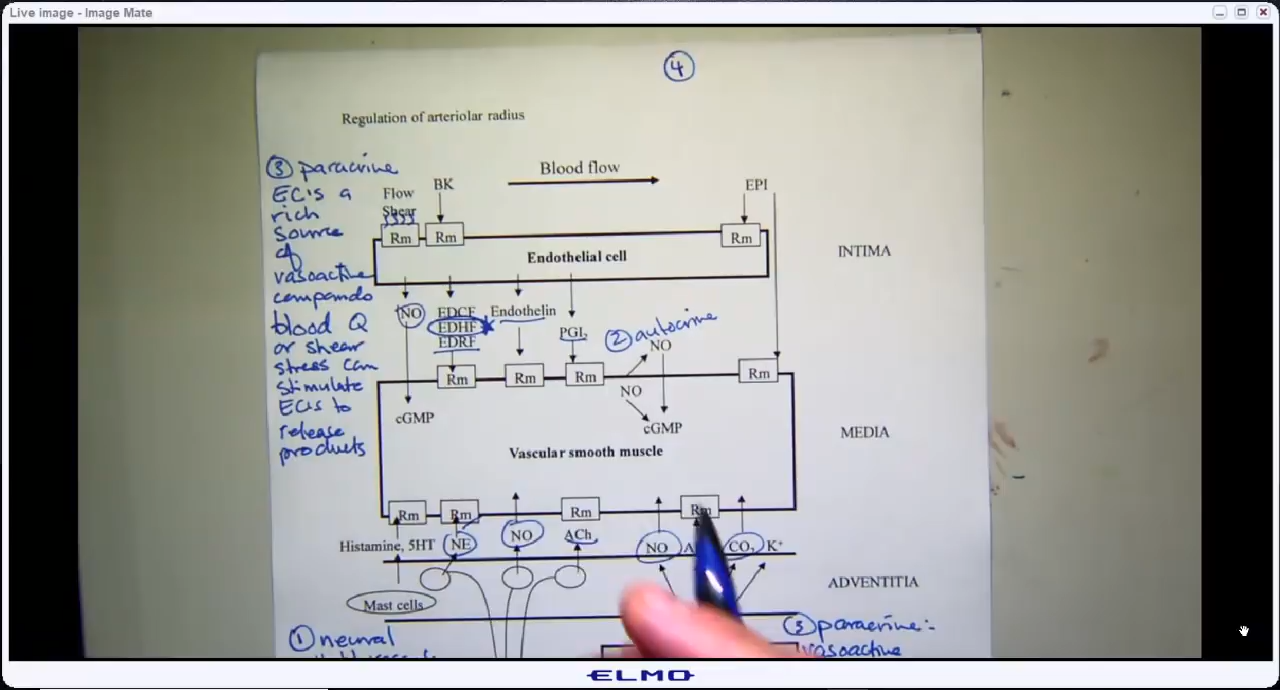 Live image - Image Mate
4
Regulation of arteriolar radius
③ paracrine
EC's a
rich
source
of
vasoactive
compounds
blood Q
or shear
stress can
stimulate
EC's to
release
products
Blood flow
Flow
Shear
BK
EPI
Rm
Rm
Rm
Endothelial cell
INTIMA
NO
EDCF
EDHF
EDRF
Endothelin
PGI₂
② autocrine
NO
NO
Rm
Rm
Rm
Rm
cGMP
cGMP
Vascular smooth muscle
MEDIA
Rm
Rm
Rm
Rm
Histamine, 5HT
NE
NO
ACh
NO
CO₂
K⁺
Mast cells
ADVENTITIA
① neural
③ paracrine:-
vasoactive
ELMO